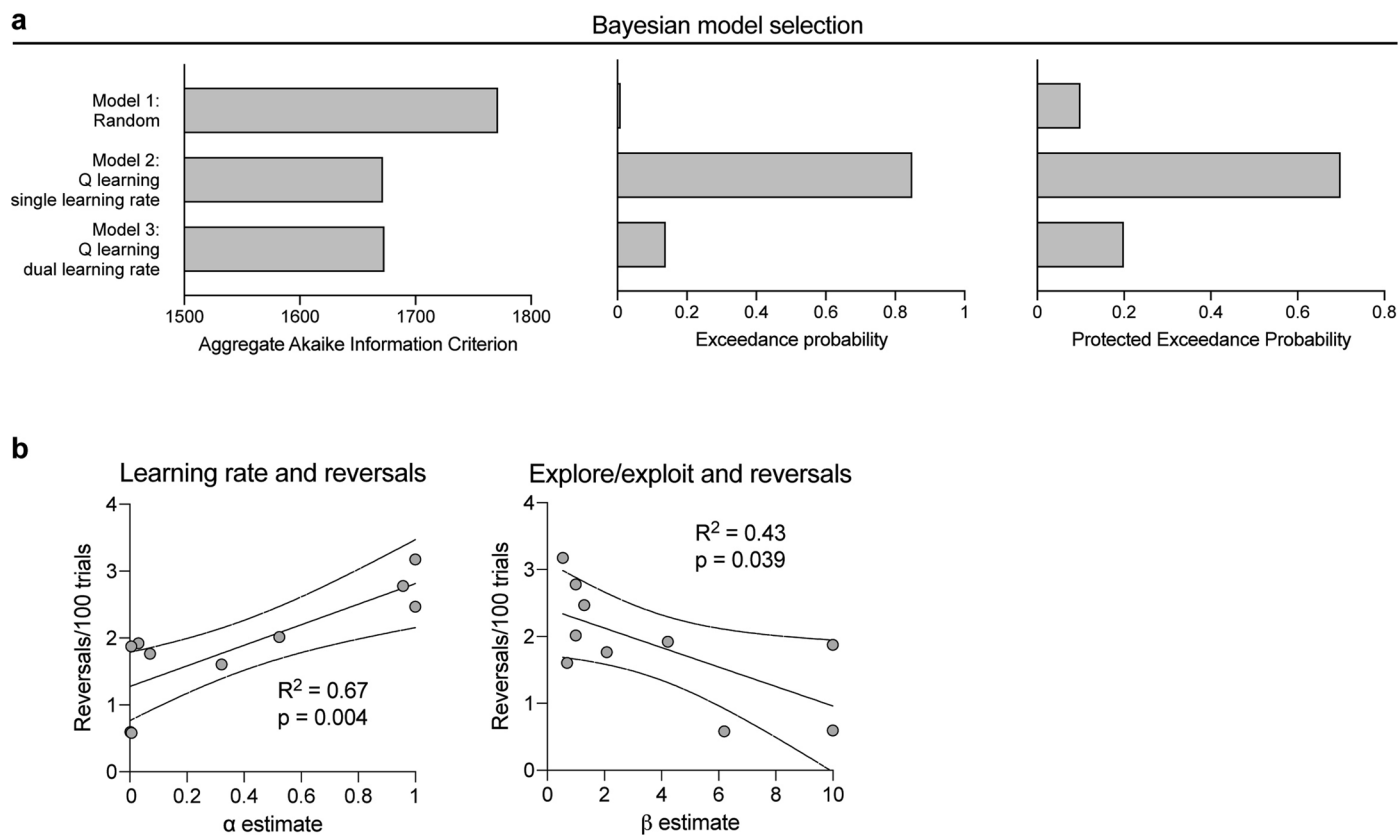 a
Bayesian model selection
Model 1:
Random
Model 2:
Q learning
single learning rate
Model 3:
Q learning
dual learning rate
1500 1600 1700 1800
Aggregate Akaike Information Criterion
0 0.2 0.4 0.6 0.8 1
Exceedance probability
0 0.2 0.4 0.6 0.8
Protected Exceedance Probability
b
Learning rate and reversals
4
3
2
1
0
Reversals/100 trials
R² = 0.67
p = 0.004
0 0.2 0.4 0.6 0.8 1
α estimate
Explore/exploit and reversals
4
3
2
1
0
Reversals/100 trials
R² = 0.43
p = 0.039
0 2 4 6 8 10
β estimate